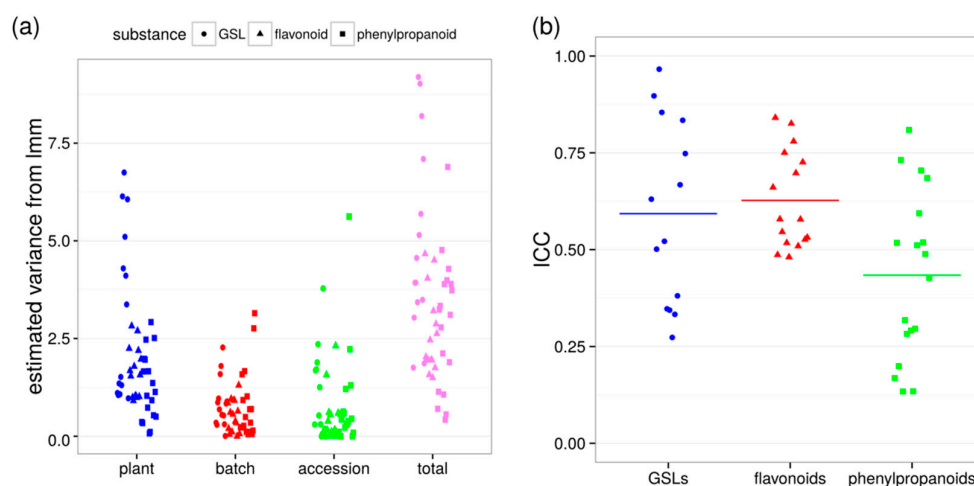 (a)
substance GSL flavonoid phenylpropanoid
estimated variance from lmm
7.5
5.0
2.5
0.0
plant batch accession total
(b)
ICC
1.00
0.75
0.50
0.25
0.00
GSLs flavonoids phenylpropanoids